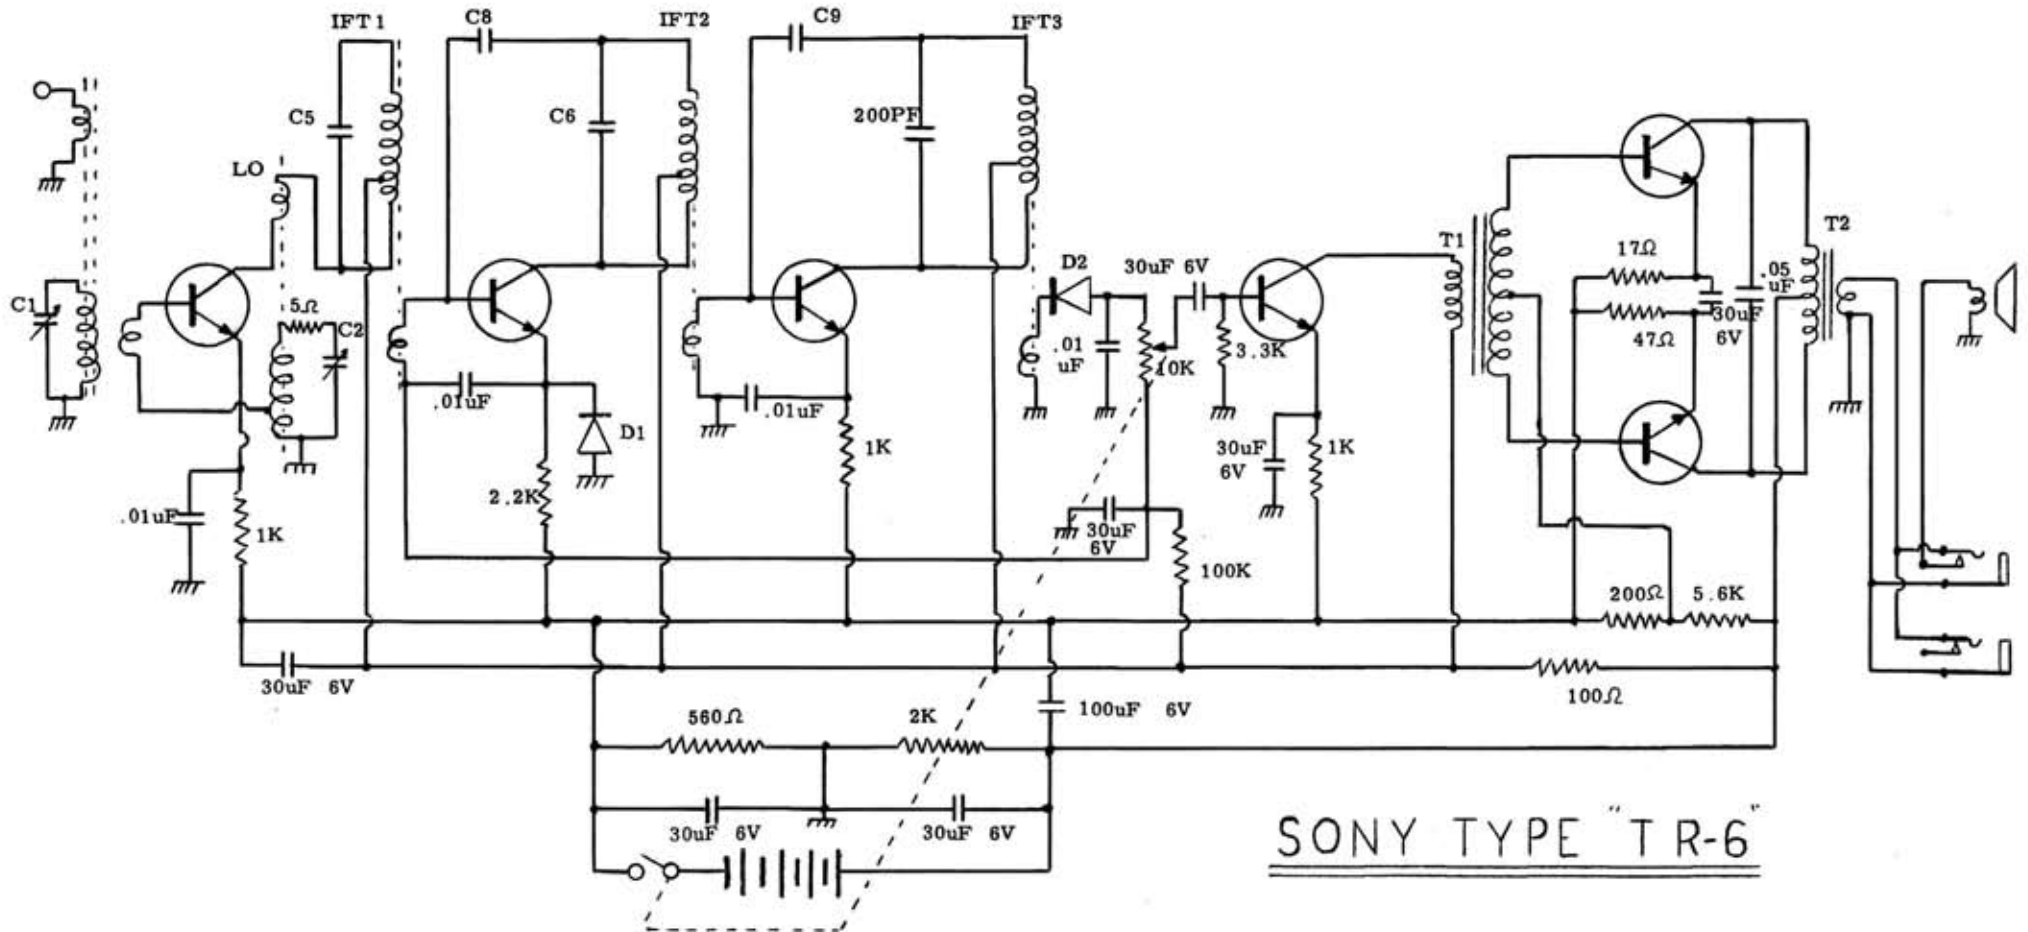 IFT1
C8
IFT2
C9
IFT3
C5
C6
200PF
LO
C1
5Ω
C2
.01uF
1K
.01uF
D1
2.2K
.01uF
1K
D2
.01
uF
10K
30uF 6V
3.3K
30uF
6V
1K
30uF
6V
100K
T1
17Ω
47Ω
30uF
6V
.05
uF
T2
200Ω
5.6K
100Ω
30uF 6V
560Ω
2K
100uF 6V
30uF 6V
30uF 6V
SONY TYPE "TR-6"